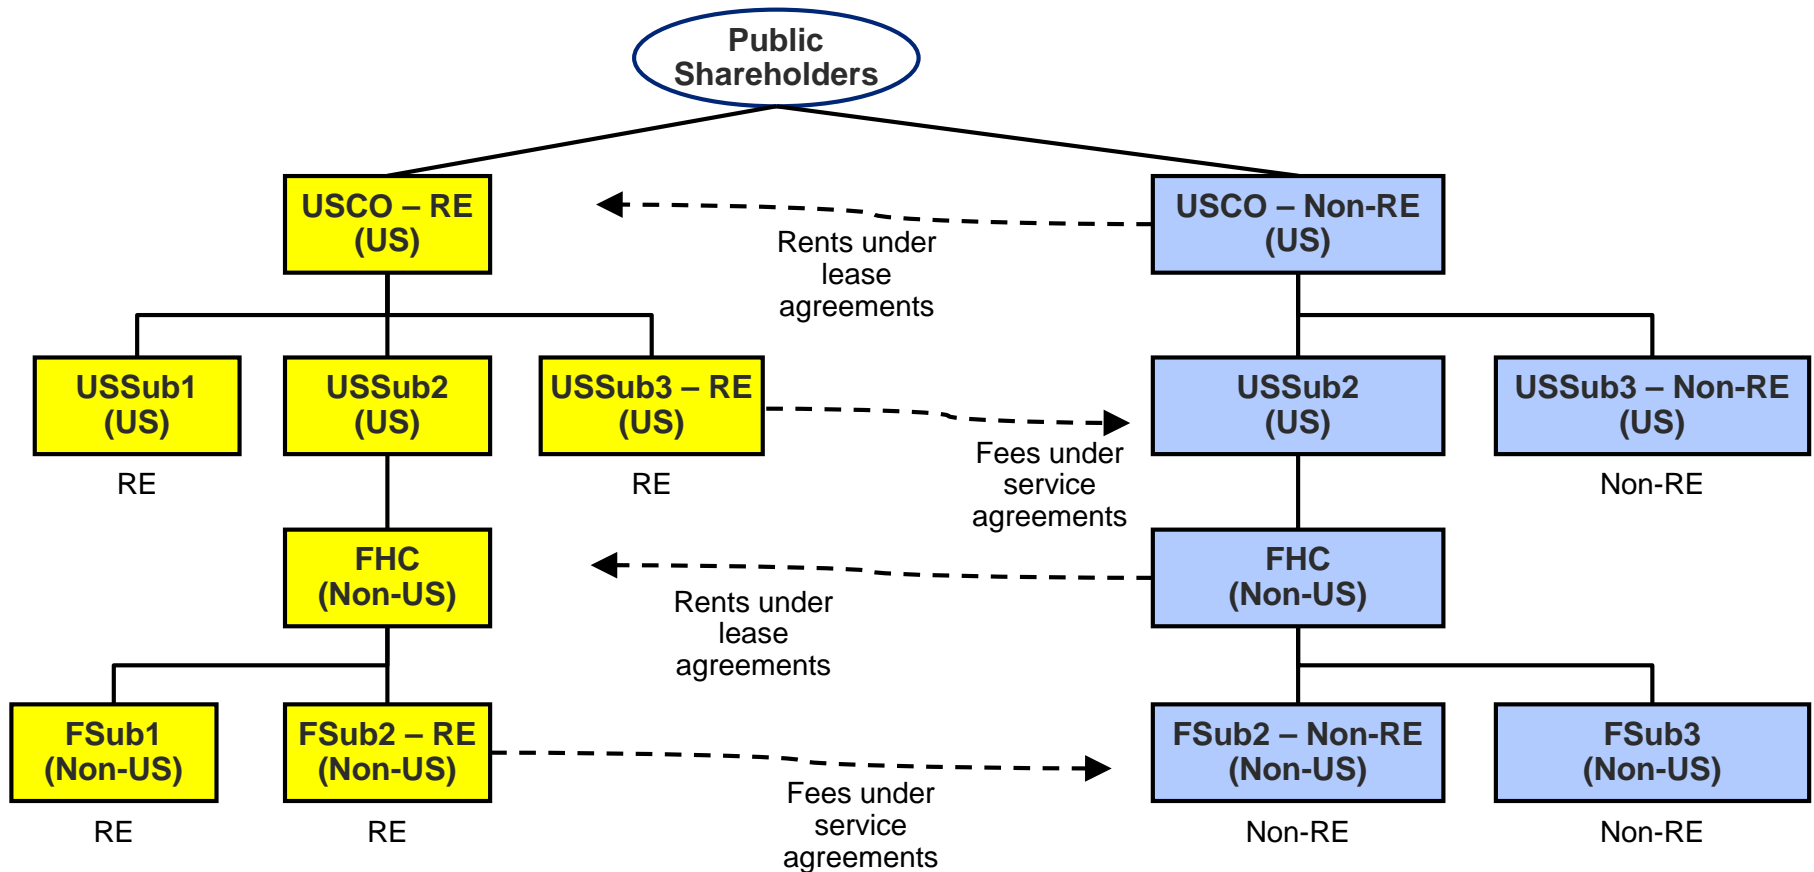 Public
Shareholders
USCO – RE
(US)
USCO – Non-RE
(US)
Rents under
lease
agreements
USSub1
(US)
USSub2
(US)
USSub3 – RE
(US)
USSub2
(US)
USSub3 – Non-RE
(US)
RE
RE
Fees under
service
agreements
Non-RE
FHC
(Non-US)
FHC
(Non-US)
Rents under
lease
agreements
FSub1
(Non-US)
FSub2 – RE
(Non-US)
FSub2 – Non-RE
(Non-US)
FSub3
(Non-US)
RE
RE
Fees under
service
agreements
Non-RE
Non-RE